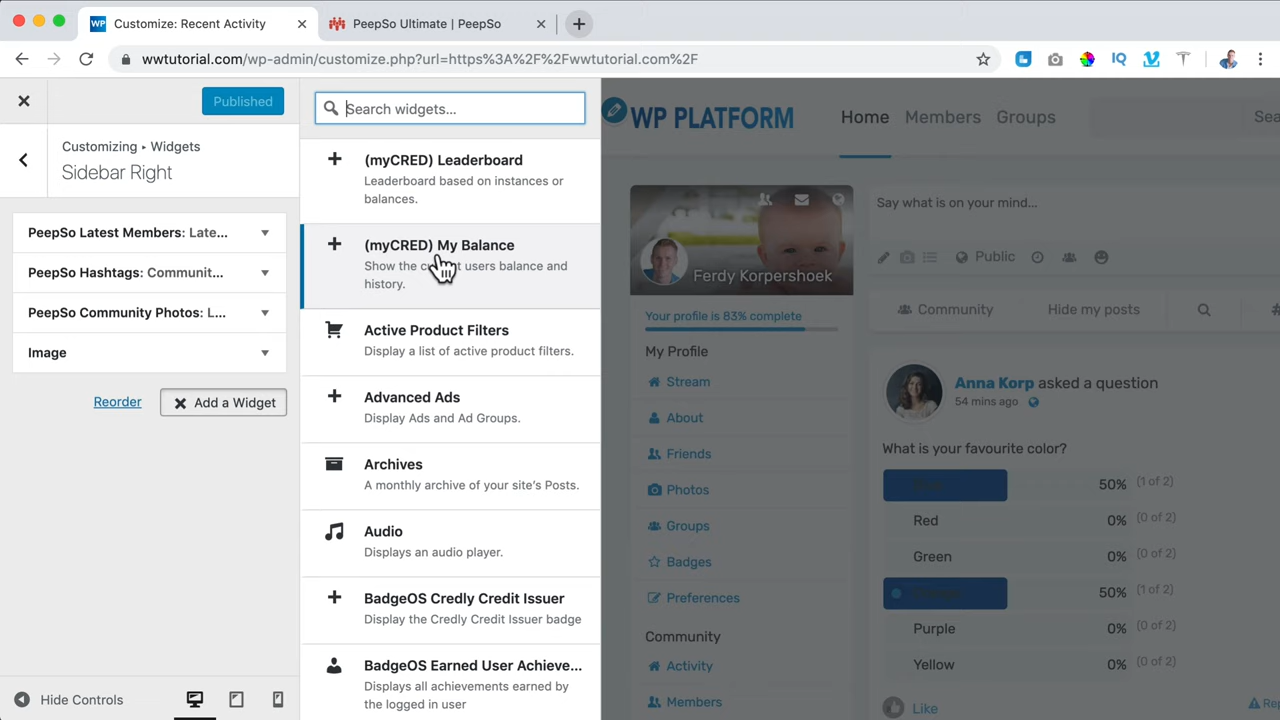 WP Customize: Recent Activity
PeepSo Ultimate | PeepSo
wwtutorial.com/wp-admin/customize.php?url=https%3A%2F%2Fwwtutorial.com%2F
IQ
Published
Customizing ▸ Widgets
Sidebar Right
PeepSo Latest Members: Late...
PeepSo Hashtags: Communit...
PeepSo Community Photos: L...
Image
Reorder
Add a Widget
Hide Controls
Search widgets...
(myCRED) Leaderboard
Leaderboard based on instances or
balances.
(myCRED) My Balance
Show the users balance and
history.
Active Product Filters
Display a list of active product filters.
Advanced Ads
Display Ads and Ad Groups.
Archives
A monthly archive of your site's Posts.
Audio
Displays an audio player.
BadgeOS Credly Credit Issuer
Display the Credly Credit Issuer badge
BadgeOS Earned User Achieve...
Displays all achievements earned by
the logged in user
WP PLATFORM
Home Members Groups
Sea
Ferdy Korpershoek
Your profile is 83% complete
My Profile
Stream
About
Friends
Photos
Groups
Badges
Preferences
Community
Activity
Members
Say what is on your mind...
Public
Community Hide my posts
Anna Korp asked a question
54 mins ago
What is your favourite color?
50% (1 of 2)
Red 0% (0 of 2)
Green 0% (0 of 2)
50% (1 of 2)
Purple 0% (0 of 2)
Yellow 0% (0 of 2)
Like
Rep